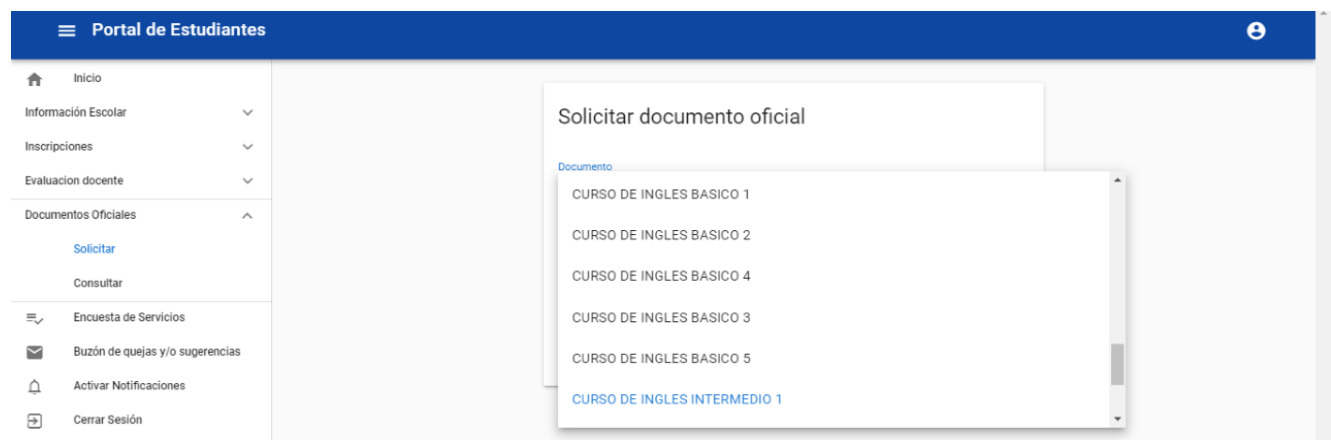 Portal de Estudiantes
Inicio
Información Escolar
Inscripciones
Evaluacion docente
Documentos Oficiales
Solicitar
Consultar
Encuesta de Servicios
Buzón de quejas y/o sugerencias
Activar Notificaciones
Cerrar Sesión
Solicitar documento oficial
Documento
CURSO DE INGLES BASICO 1
CURSO DE INGLES BASICO 2
CURSO DE INGLES BASICO 4
CURSO DE INGLES BASICO 3
CURSO DE INGLES BASICO 5
CURSO DE INGLES INTERMEDIO 1